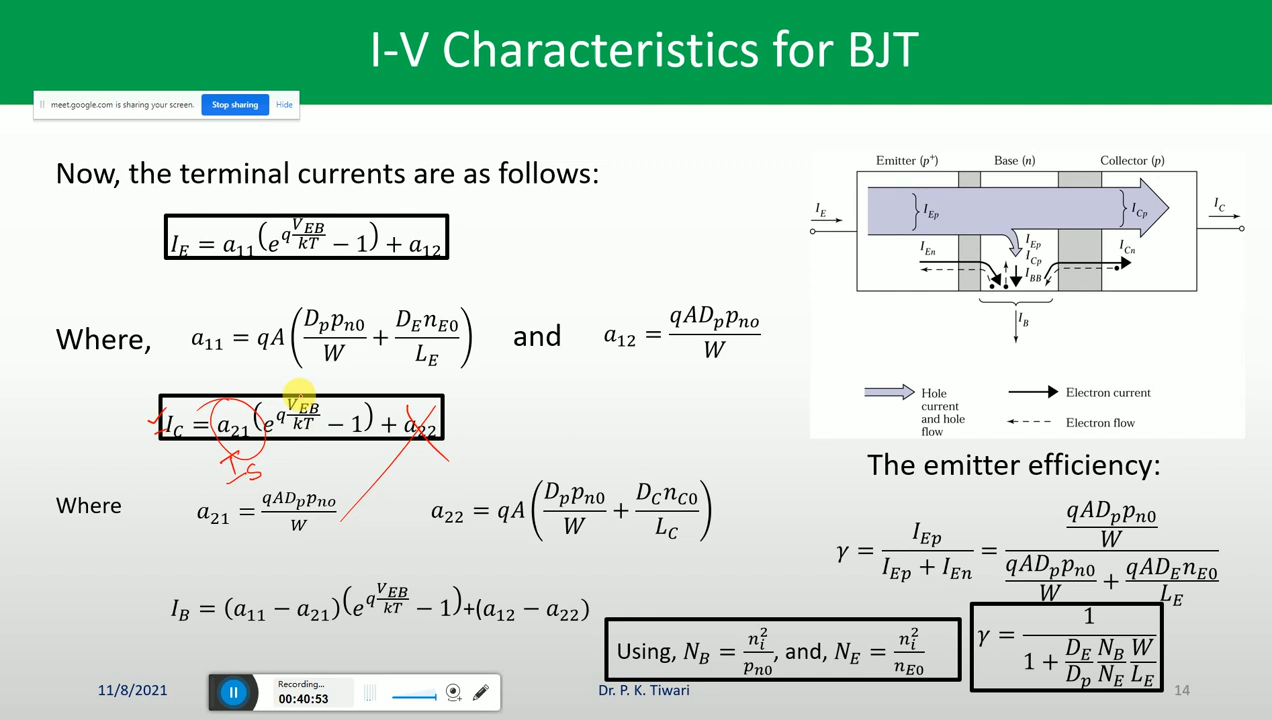 I-V Characteristics for BJT
meet.google.com is sharing your screen. Stop sharing Hide
Now, the terminal currents are as follows:
I_E = a_11 (e^{q V_EB/kT} − 1) + a_12
Where, a_11 = qA (D_p p_n0 / W + D_E n_E0 / L_E) and a_12 = qAD_p p_no / W
I_C = a_21 (e^{q V_EB/kT} − 1) + a_22
I_S
Where a_21 = qAD_p p_no / W a_22 = qA (D_p p_n0 / W + D_C n_C0 / L_C)
I_B = (a_11 − a_21)(e^{q V_EB/kT} − 1)+(a_12 − a_22)
Emitter (p⁺) Base (n) Collector (p)
I_E I_Ep I_Cp I_C
I_En I_Ep I_Cn
I_Cp
I_BB
I_B
Hole current and hole flow
Electron current
Electron flow
The emitter efficiency:
γ = I_Ep / (I_Ep + I_En) = (qAD_p p_n0 / W) / (qAD_p p_n0 / W + qAD_E n_E0 / L_E)
Using, N_B = n_i² / p_n0, and, N_E = n_i² / n_E0
γ = 1 / (1 + D_E/D_p N_B/N_E W/L_E)
Recording...
00:40:53
11/8/2021 Dr. P. K. Tiwari 14